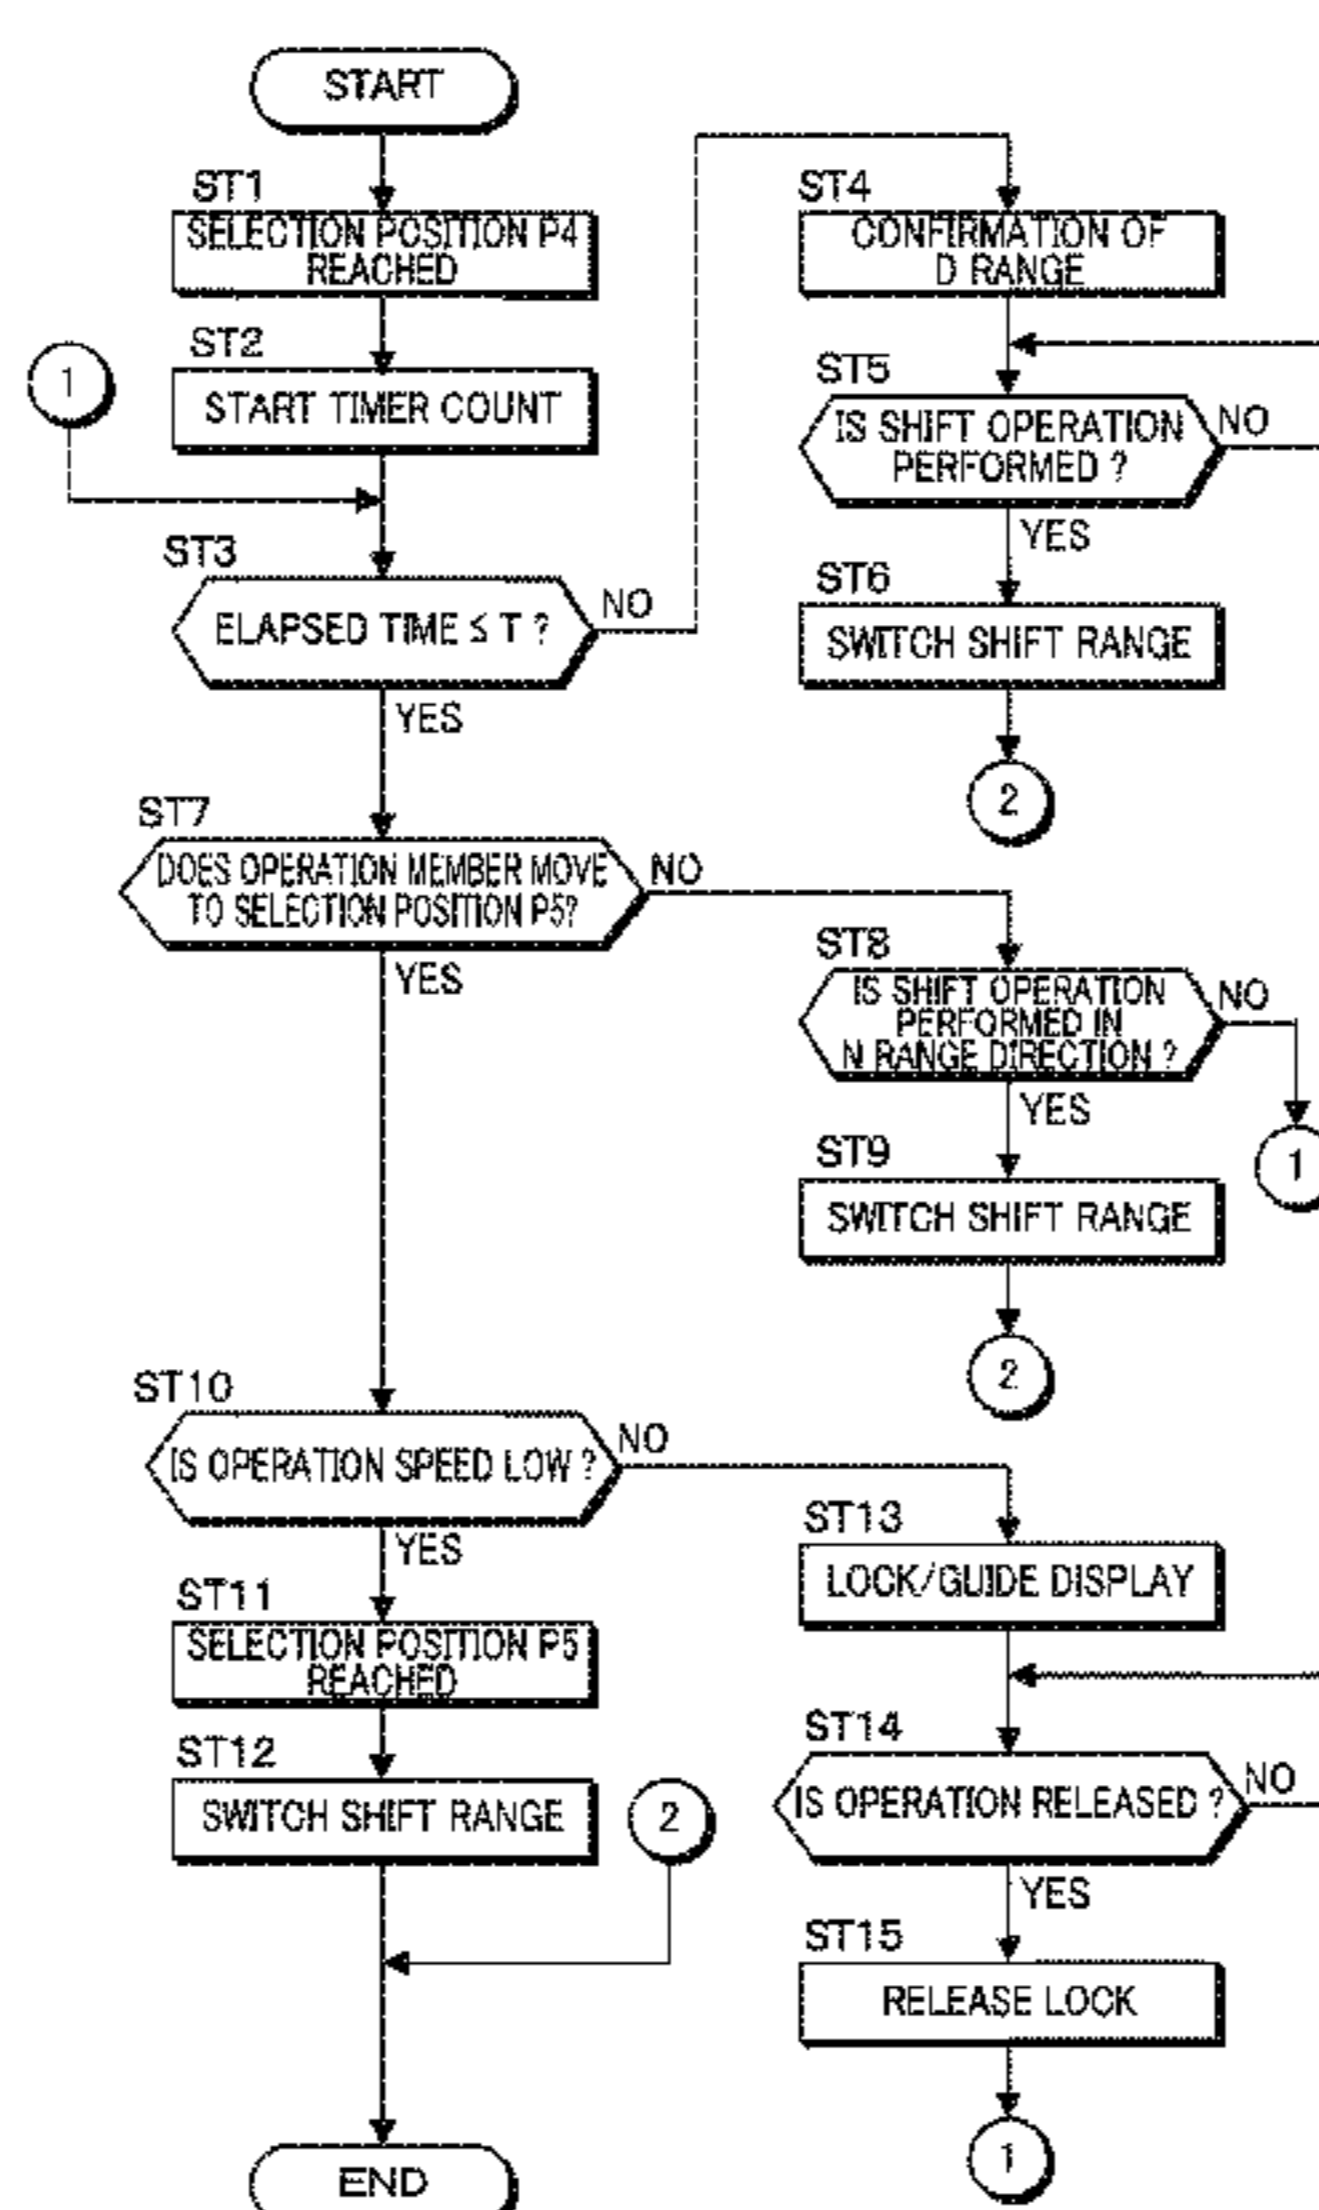 START
ST1
SELECTION POSITION P4
REACHED
ST2
START TIMER COUNT
1
ST3
ELAPSED TIME ≤ T ?
NO
YES
ST4
CONFIRMATION OF
D RANGE
ST5
IS SHIFT OPERATION
PERFORMED ?
NO
YES
ST6
SWITCH SHIFT RANGE
2
ST7
DOES OPERATION MEMBER MOVE
TO SELECTION POSITION P5?
NO
YES
ST8
IS SHIFT OPERATION
PERFORMED IN
N RANGE DIRECTION ?
NO
YES
1
ST9
SWITCH SHIFT RANGE
2
ST10
IS OPERATION SPEED LOW ?
NO
YES
ST11
SELECTION POSITION P5
REACHED
ST12
SWITCH SHIFT RANGE
2
ST13
LOCK/GUIDE DISPLAY
ST14
IS OPERATION RELEASED ?
NO
YES
ST15
RELEASE LOCK
1
END